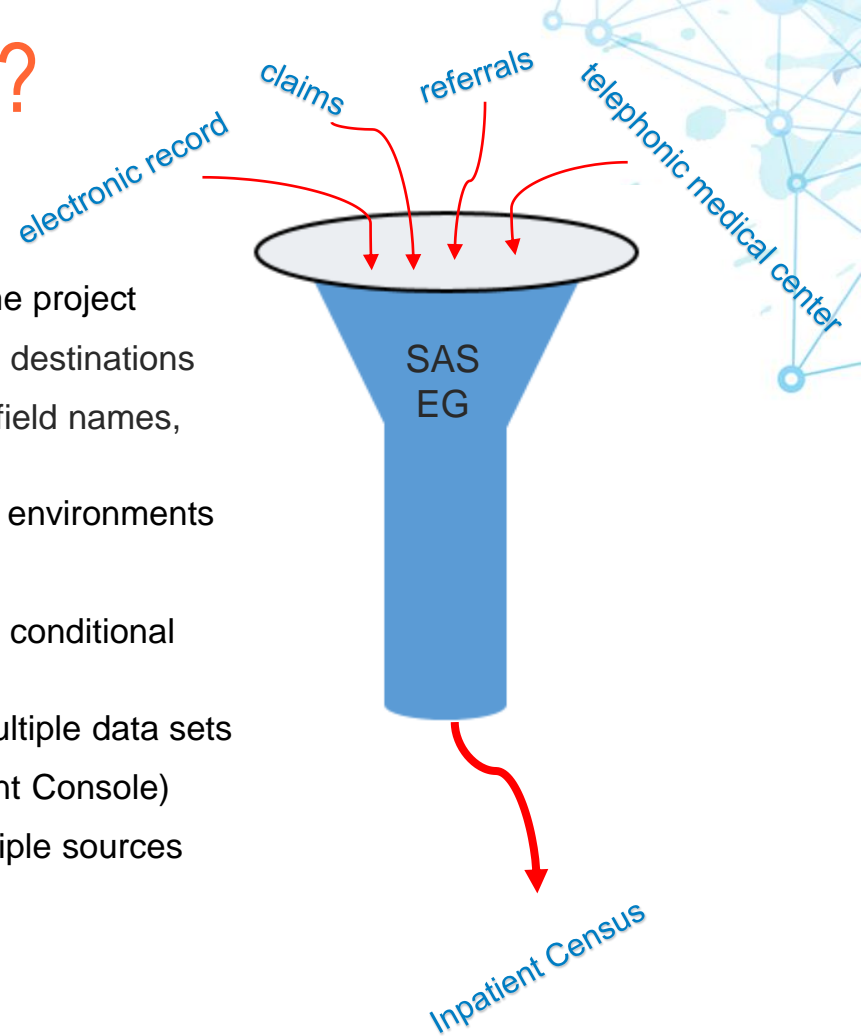 ?
claims
referrals
telephonic medical center
electronic record
ne project
destinations
field names,
SAS
EG
environments
conditional
ultiple data sets
nt Console)
iple sources
Inpatient Census